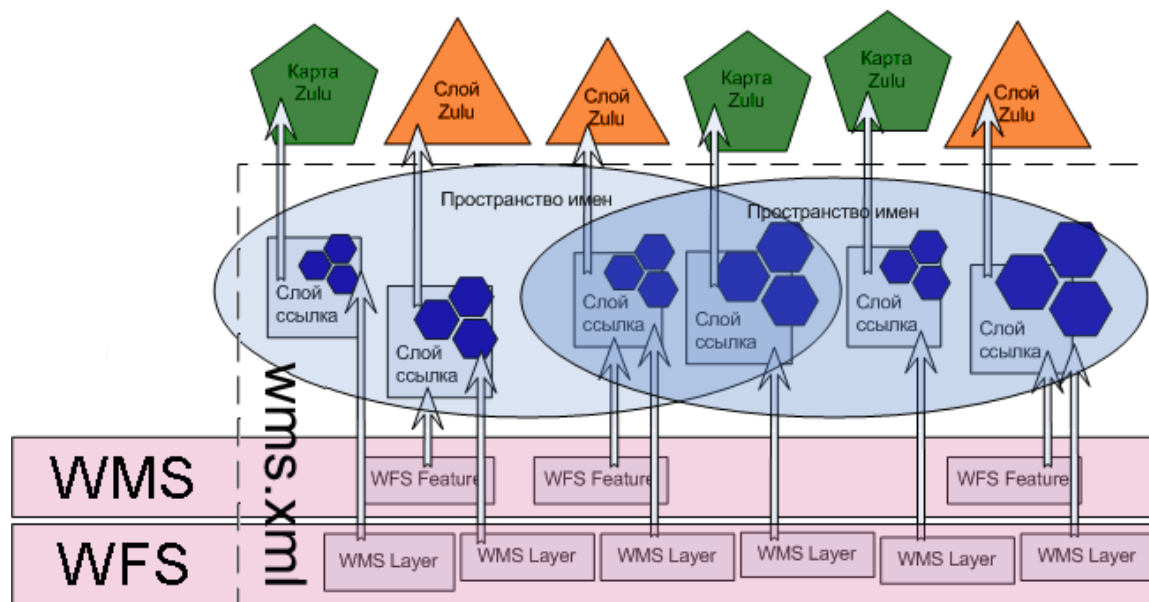 Карта
Zulu
Слой
Zulu
Слой
Zulu
Карта
Zulu
Карта
Zulu
Слой
Zulu
Пространство имен
Пространство имен
Слой
ссылка
Слой
ссылка
Слой
ссылка
Слой
ссылка
Слой
ссылка
Слой
ссылка
wms.xml
WMS
WFS Feature
WFS Feature
WFS Feature
WFS
WMS Layer
WMS Layer
WMS Layer
WMS Layer
WMS Layer
WMS Layer